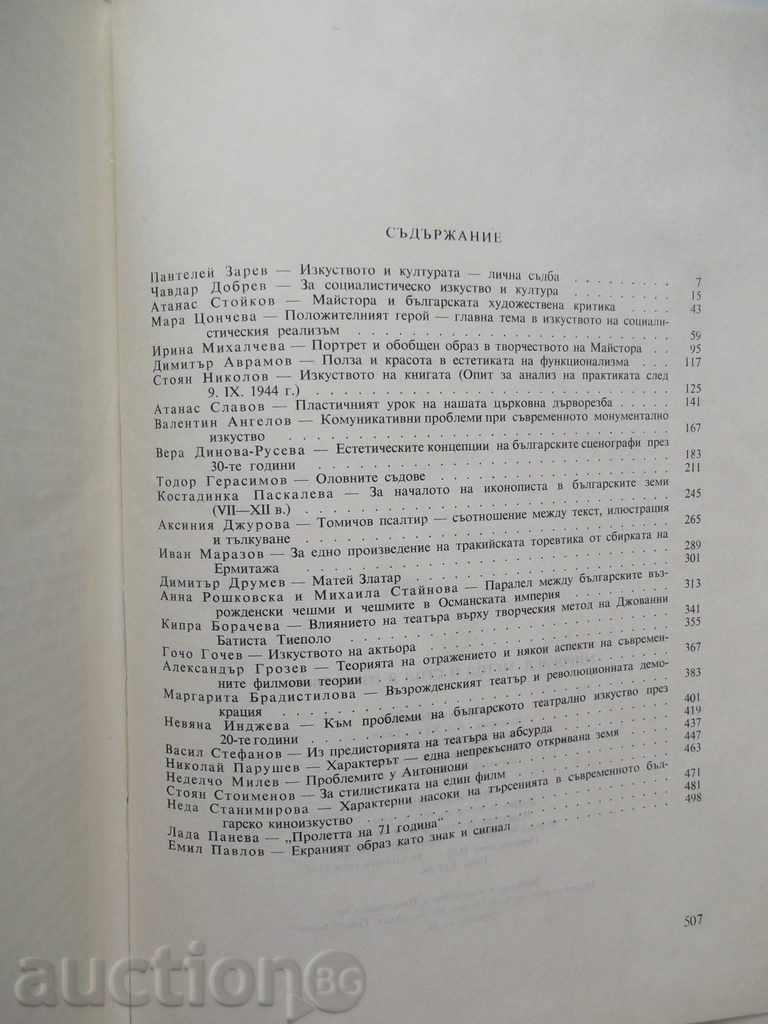 СЪДЪРЖАНИЕ
Пантелей Зарев — Изкуството и културата — лична съдба 7
Чавдар Добрев — За социалистическо изкуство и култура 15
Атанас Стойков — Майстора и българската художествена критика 43
Мара Цончева — Положителният герой — главна тема в изкуството на социали-
стическия реализъм 59
Ирина Михалчева — Портрет и обобщен образ в творчеството на Майстора 95
Димитър Аврамов — Полза и красота в естетиката на функционализма 117
Стоян Николов — Изкуството на книгата (Опит за анализ на практиката след
9. IX. 1944 г.) 125
Атанас Славов — Пластичният урок на нашата църковна дърворезба 141
Валентин Ангелов — Комуникативни проблеми при съвременното монументално
изкуство 167
Вера Динова-Русева — Естетическите концепции на българските сценографи през
30-те години 183
Тодор Герасимов — Оловните съдове 211
Костадинка Паскалева — За началото на иконописта в българските земи
(VII—XII в.) 245
Аксиния Джурова — Томичов псалтир — съотношение между текст, илюстрация
и тълкуване 265
Иван Маразов — За едно произведение на тракийската торевтика от сбирката на
Ермитажа 289
Димитър Друмев — Матей Златар 301
Анна Рошковска и Михаила Стайнова — Паралел между българските въз-
рожденски чешми и чешмите в Османската империя 313
Кипра Борачева — Влиянието на театъра върху творческия метод на Джованни
Батиста Тиеполо 341
Гочо Гочев — Изкуството на актьора 355
Александър Грозев — Теорията на отражението и някои аспекти на съвремен-
ните филмови теории 367
Маргарита Брадистилова — Възрожденският театър и революционната демо-
крация 383
Невяна Инджева — Към проблеми на българското театрално изкуство през
20-те години 401
Васил Стефанов — Из предисторията на театъра на абсурда 419
Николай Парушев — Характерът — една непрекъснато откривана земя 437
Неделчо Милев — Проблемите у Антониони 447
Стоян Стоименов — За стилистиката на един филм 463
Неда Станимирова — Характерни насоки на търсенията в съвременното бъл-
гарско киноизкуство 471
Лада Панева — „Пролетта на 71 година“ 481
Емил Павлов — Екраният образ като знак и сигнал 498
507
auctionBG